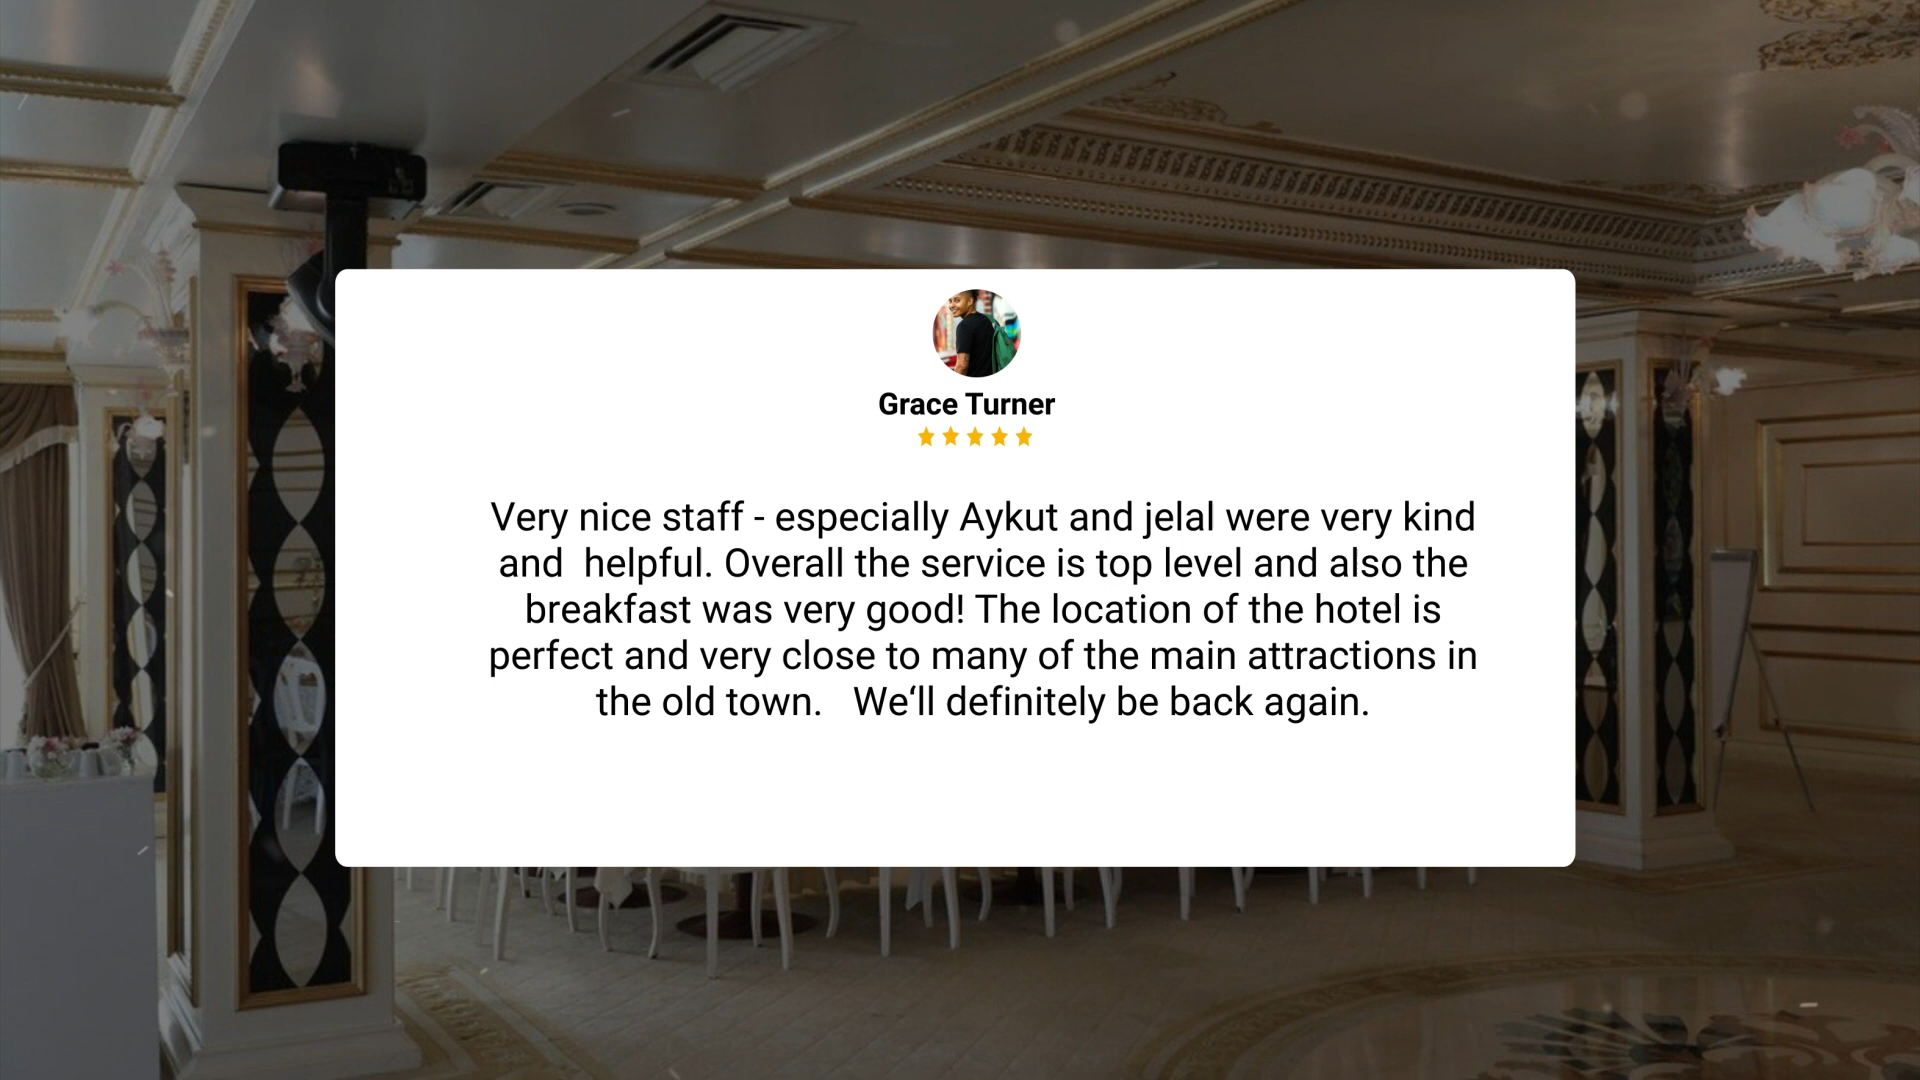 Grace Turner
Very nice staff - especially Aykut and jelal were very kind
and  helpful. Overall the service is top level and also the
breakfast was very good! The location of the hotel is
perfect and very close to many of the main attractions in
the old town.   We‘ll definitely be back again.